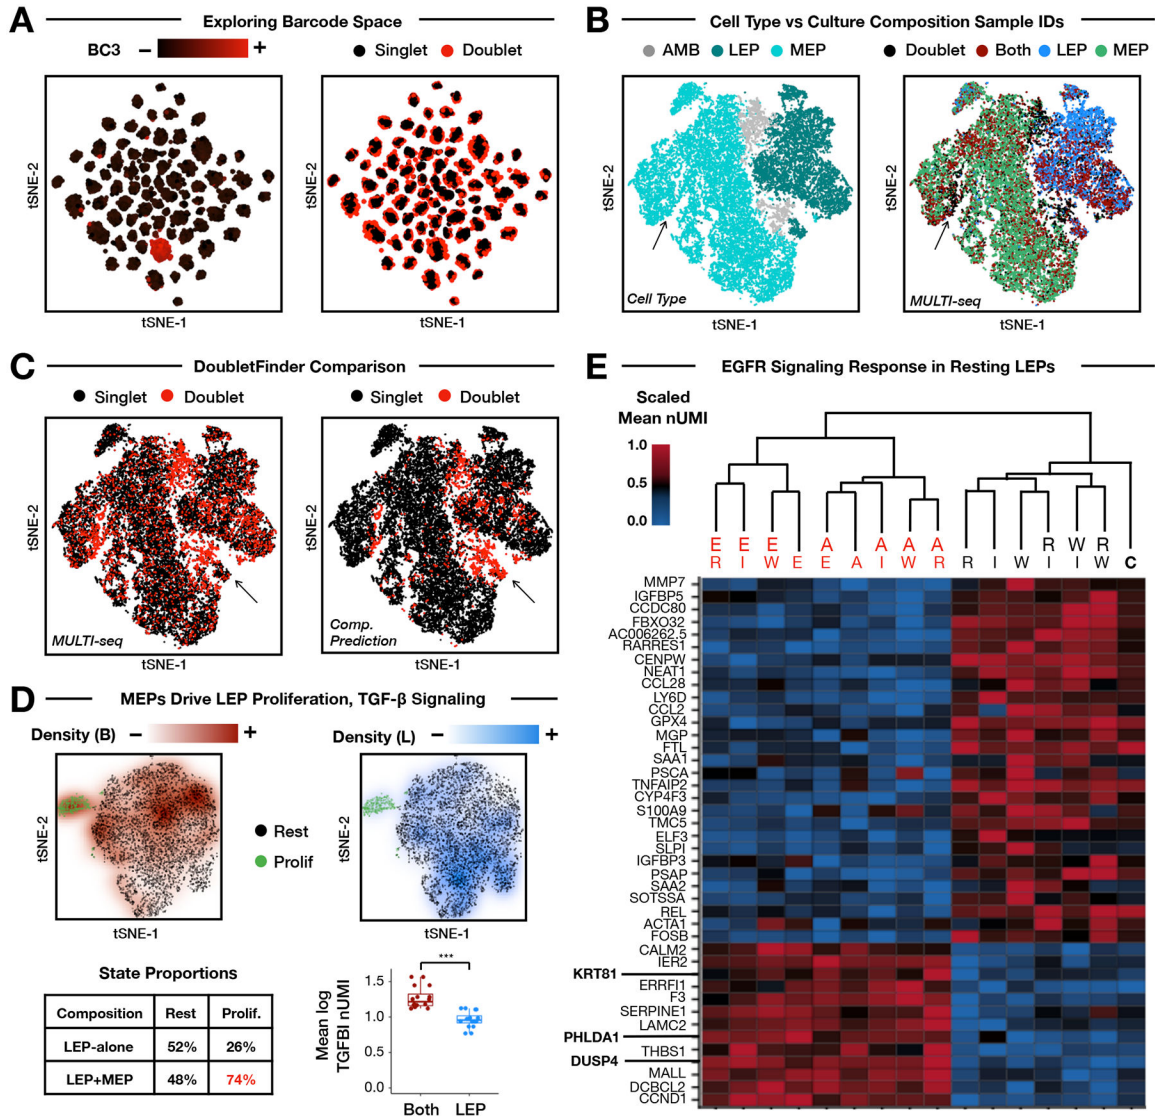 A
Exploring Barcode Space
BC3 − +
Singlet Doublet
tSNE-2
tSNE-1
tSNE-2
tSNE-1
B
Cell Type vs Culture Composition Sample IDs
AMB LEP MEP
Doublet Both LEP MEP
tSNE-2
Cell Type
tSNE-1
tSNE-2
MULTI-seq
tSNE-1
C
DoubletFinder Comparison
Singlet Doublet
Singlet Doublet
tSNE-2
MULTI-seq
tSNE-1
tSNE-2
Comp.
Prediction
tSNE-1
D
MEPs Drive LEP Proliferation, TGF-β Signaling
Density (B) − +
Density (L) − +
tSNE-2
tSNE-1
Rest
Prolif
tSNE-2
tSNE-1
State Proportions
Composition Rest Prolif.
LEP-alone 52% 26%
LEP+MEP 48% 74%
***
Mean log
TGFBI nUMI
1.5
1.0
0.5
0.0
Both LEP
E
EGFR Signaling Response in Resting LEPs
Scaled
Mean nUMI
1.0
0.5
0.0
E E E A A A A R W R
R I W E E A I W R R I W I I W C
MMP7
IGFBP5
CCDC80
FBXO32
AC006262.5
RARRES1
CENPW
NEAT1
CCL28
LY6D
CCL2
GPX4
MGP
FTL
SAA1
PSCA
TNFAIP2
CYP4F3
S100A9
TMC5
ELF3
SLPI
IGFBP3
PSAP
SAA2
SOTSSA
REL
ACTA1
FOSB
CALM2
IER2
KRT81
ERRFI1
F3
SERPINE1
LAMC2
PHLDA1
THBS1
DUSP4
MALL
DCBCL2
CCND1